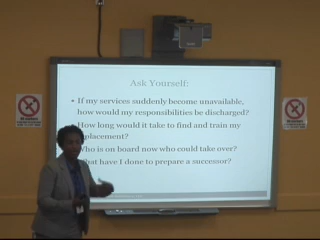 Ask Yourself:
• If my services suddenly become unavailable,
how would my responsibilities be discharged?
• How long would it take to find and train my
placement?
Who is on board now who could take over?
hat have I done to prepare a successor?